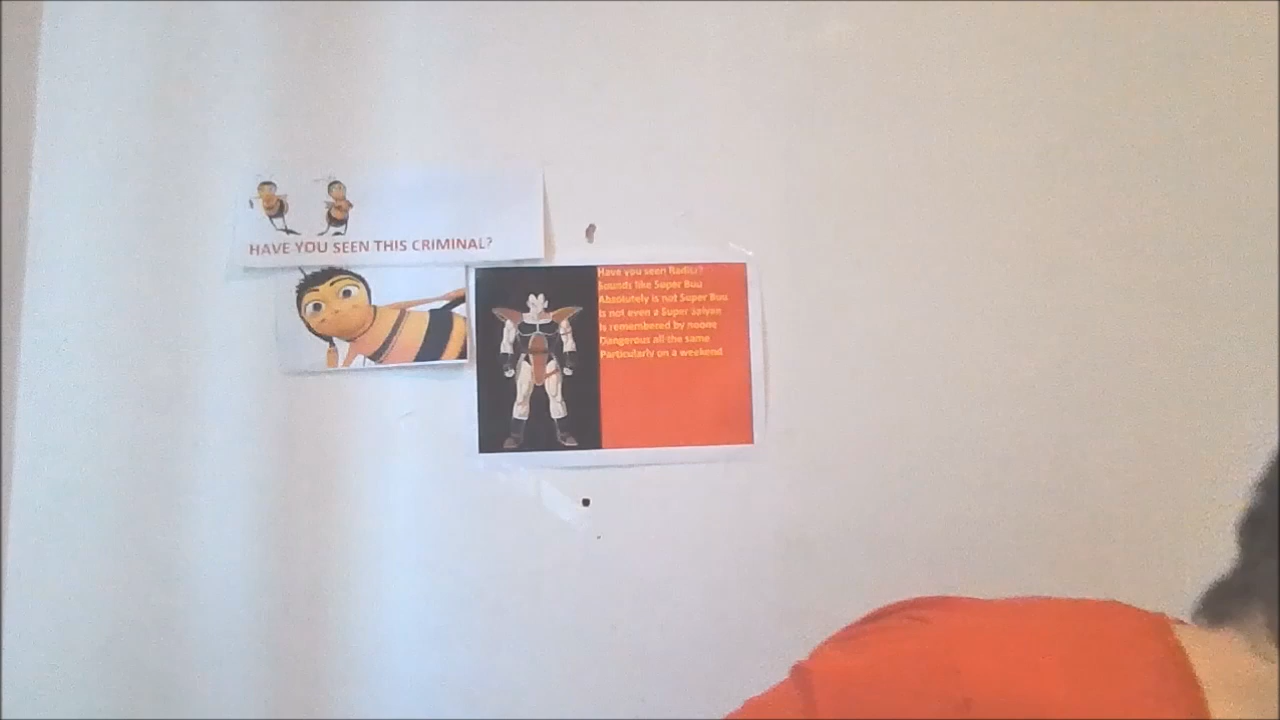 HAVE YOU SEEN THIS CRIMINAL?
Have you seen Raditz?
Sounds like Super Buu
Absolutely is not Super Buu
Is not even a Super Saiyan
Is remembered by noone
Dangerous all the same
Particularly on a weekend